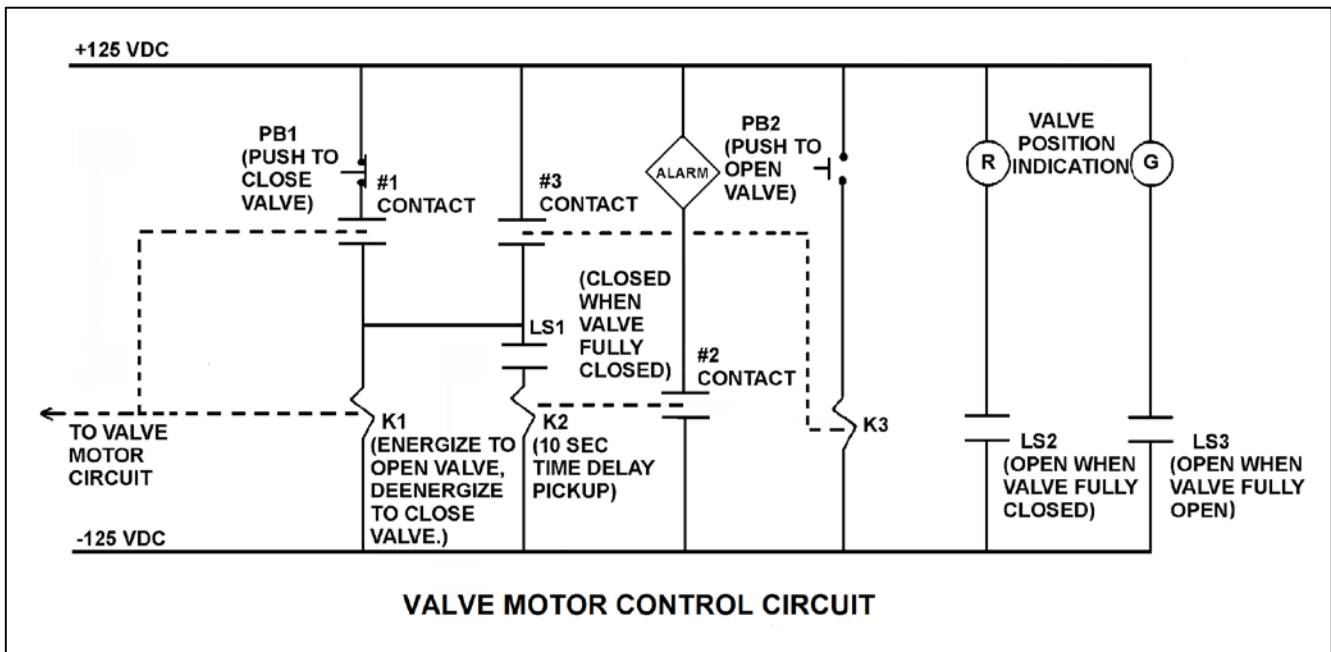 +125 VDC
PB1
(PUSH TO
CLOSE
VALVE)
#1
CONTACT
#3
CONTACT
(CLOSED
WHEN
VALVE
FULLY
CLOSED)
LS1
ALARM
#2
CONTACT
PB2
(PUSH TO
OPEN
VALVE)
R
VALVE
POSITION
INDICATION
G
TO VALVE
MOTOR
CIRCUIT
K1
(ENERGIZE TO
OPEN VALVE,
DEENERGIZE
TO CLOSE
VALVE.)
K2
(10 SEC
TIME DELAY
PICKUP)
K3
LS2
(OPEN WHEN
VALVE FULLY
CLOSED)
LS3
(OPEN WHEN
VALVE FULLY
OPEN)
-125 VDC
VALVE MOTOR CONTROL CIRCUIT